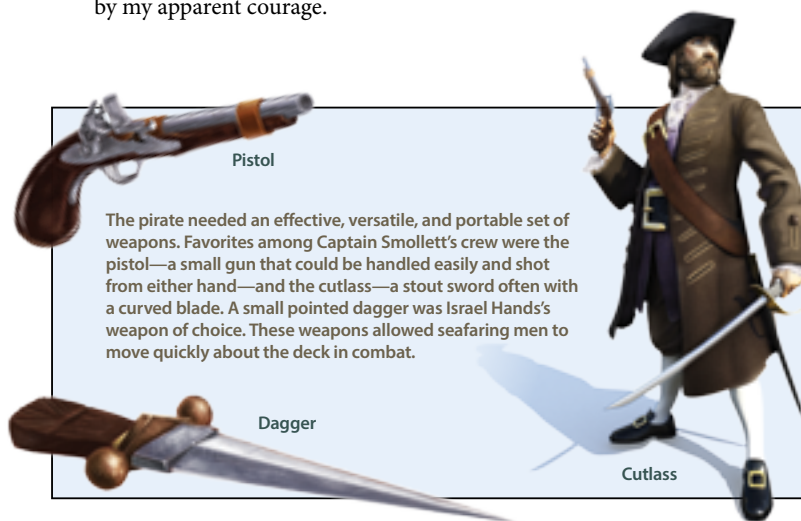 by my apparent courage.
Pistol
The pirate needed an effective, versatile, and portable set of
weapons. Favorites among Captain Smollett’s crew were the
pistol—a small gun that could be handled easily and shot
from either hand—and the cutlass—a stout sword often with
a curved blade. A small pointed dagger was Israel Hands’s
weapon of choice. These weapons allowed seafaring men to
move quickly about the deck in combat.
Dagger
Cutlass